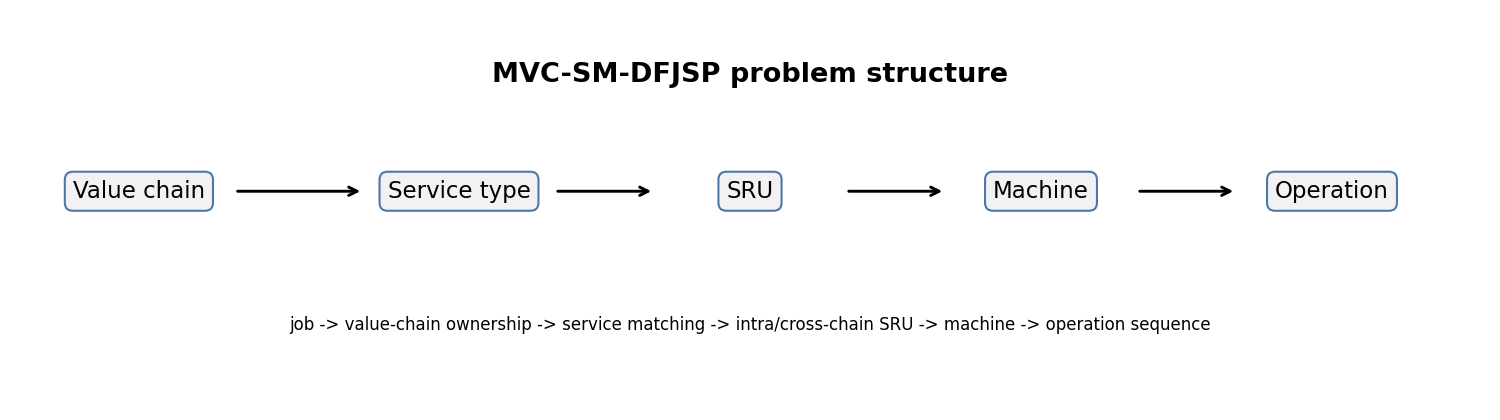 MVC-SM-DFJSP problem structure
Value chain
Service type
SRU
Machine
Operation
job -> value-chain ownership -> service matching -> intra/cross-chain SRU -> machine -> operation sequence